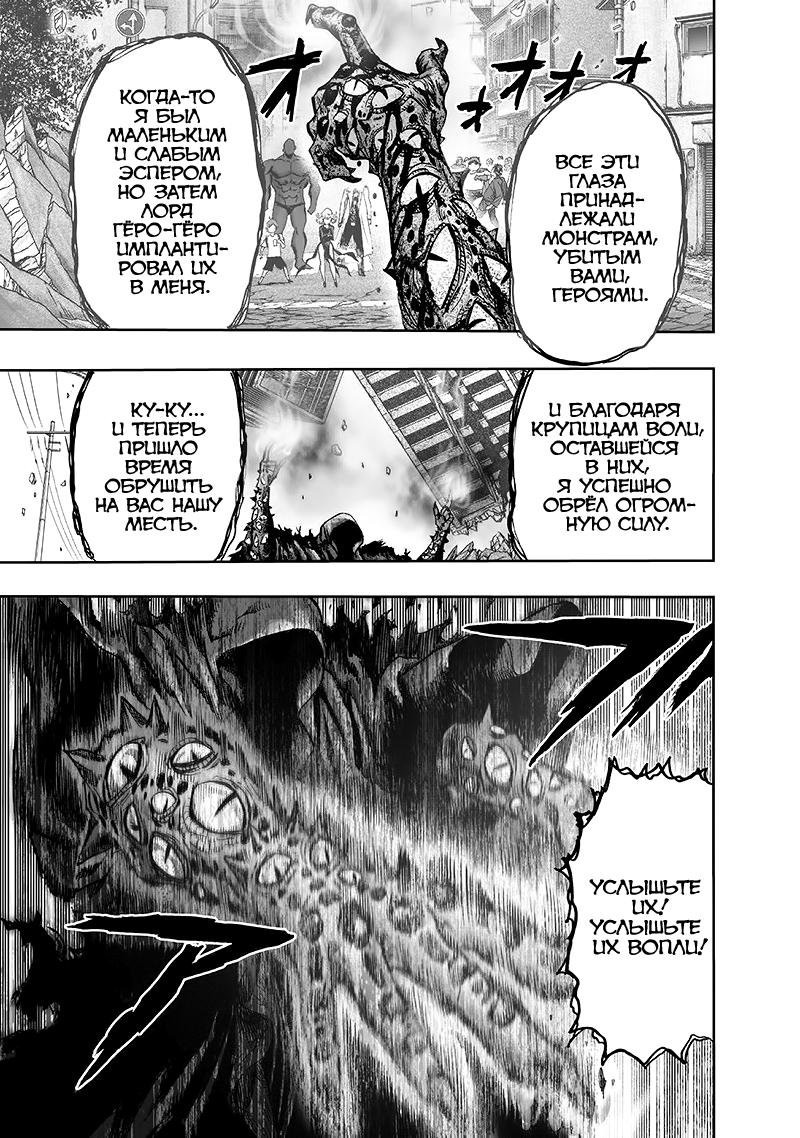 ВСЕ ЭТИ
ГЛАЗА
ПРИНАД-
ЛЕЖАЛИ
МОНСТРАМ,
УБИТЫМ
ВАМИ,
ГЕРОЯМИ.
КОГДА-ТО
Я БЫЛ
МАЛЕНЬКИМ
И СЛАБЫМ
ЭСПЕРОМ,
НО ЗАТЕМ
ЛОРД
ГЁРО-ГЁРО
ИМПЛАНТИ-
РОВАЛ ИХ
В МЕНЯ.
И БЛАГОДАРЯ
КРУПИЦАМ ВОЛИ,
ОСТАВШЕЙСЯ
В НИХ,
Я УСПЕШНО
ОБРЁЛ ОГРОМ-
НУЮ СИЛУ.
КУ-КУ...
И ТЕПЕРЬ
ПРИШЛО
ВРЕМЯ
ОБРУШИТЬ
НА ВАС НАШУ
МЕСТЬ.
УСЛЫШЬТЕ
ИХ!
УСЛЫШЬТЕ
ИХ ВОПЛИ!